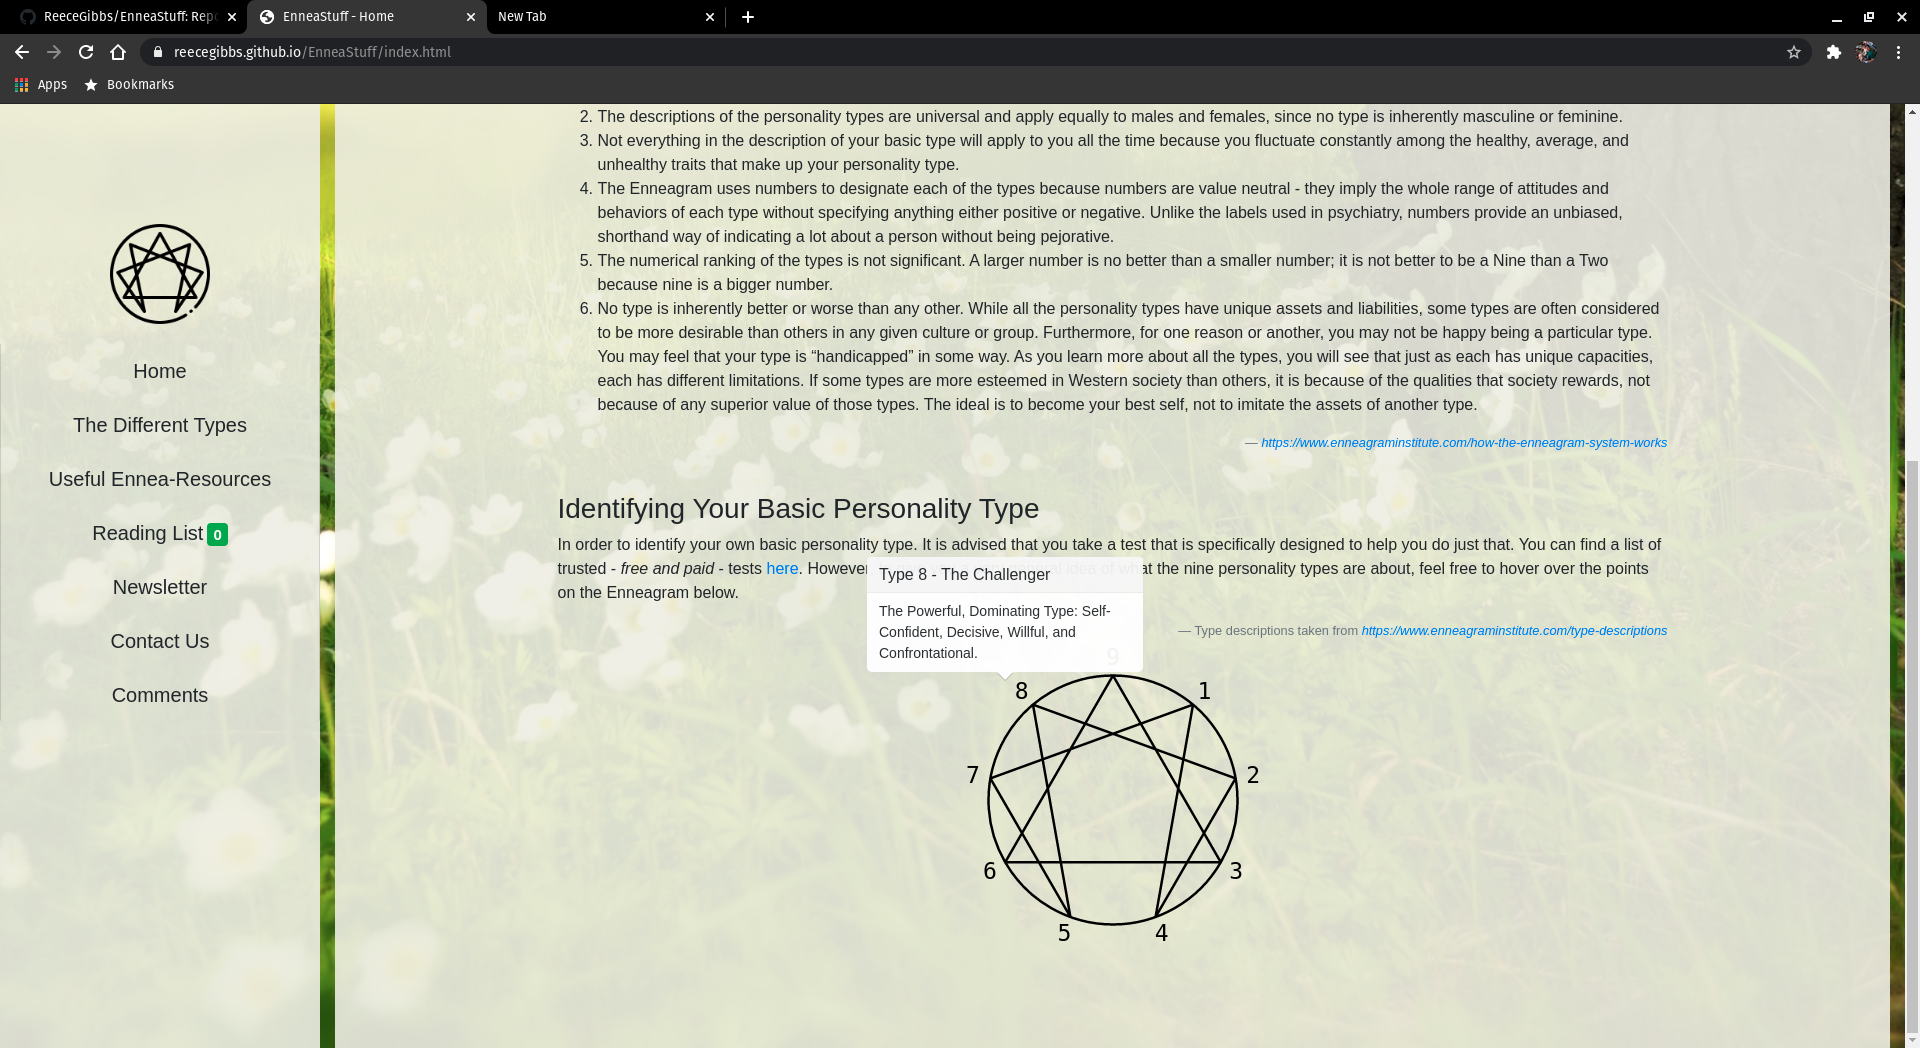 ReeceGibbs/EnneaStuff: Repo
EnneaStuff - Home
New Tab
reecegibbs.github.io/EnneaStuff/index.html
Apps
Bookmarks
2. The descriptions of the personality types are universal and apply equally to males and females, since no type is inherently masculine or feminine.
3. Not everything in the description of your basic type will apply to you all the time because you fluctuate constantly among the healthy, average, and
unhealthy traits that make up your personality type.
4. The Enneagram uses numbers to designate each of the types because numbers are value neutral - they imply the whole range of attitudes and
behaviors of each type without specifying anything either positive or negative. Unlike the labels used in psychiatry, numbers provide an unbiased,
shorthand way of indicating a lot about a person without being pejorative.
5. The numerical ranking of the types is not significant. A larger number is no better than a smaller number; it is not better to be a Nine than a Two
because nine is a bigger number.
6. No type is inherently better or worse than any other. While all the personality types have unique assets and liabilities, some types are often considered
to be more desirable than others in any given culture or group. Furthermore, for one reason or another, you may not be happy being a particular type.
You may feel that your type is “handicapped” in some way. As you learn more about all the types, you will see that just as each has unique capacities,
each has different limitations. If some types are more esteemed in Western society than others, it is because of the qualities that society rewards, not
because of any superior value of those types. The ideal is to become your best self, not to imitate the assets of another type.
— https://www.enneagraminstitute.com/how-the-enneagram-system-works
Home
The Different Types
Useful Ennea-Resources
Reading List 0
Newsletter
Contact Us
Comments
Identifying Your Basic Personality Type
In order to identify your own basic personality type. It is advised that you take a test that is specifically designed to help you do just that. You can find a list of
trusted - free and paid - tests here. However idea of what the nine personality types are about, feel free to hover over the points
on the Enneagram below.
Type 8 - The Challenger
The Powerful, Dominating Type: Self-
Confident, Decisive, Willful, and
Confrontational.
— Type descriptions taken from https://www.enneagraminstitute.com/type-descriptions
9
8
1
7
2
6
3
5
4